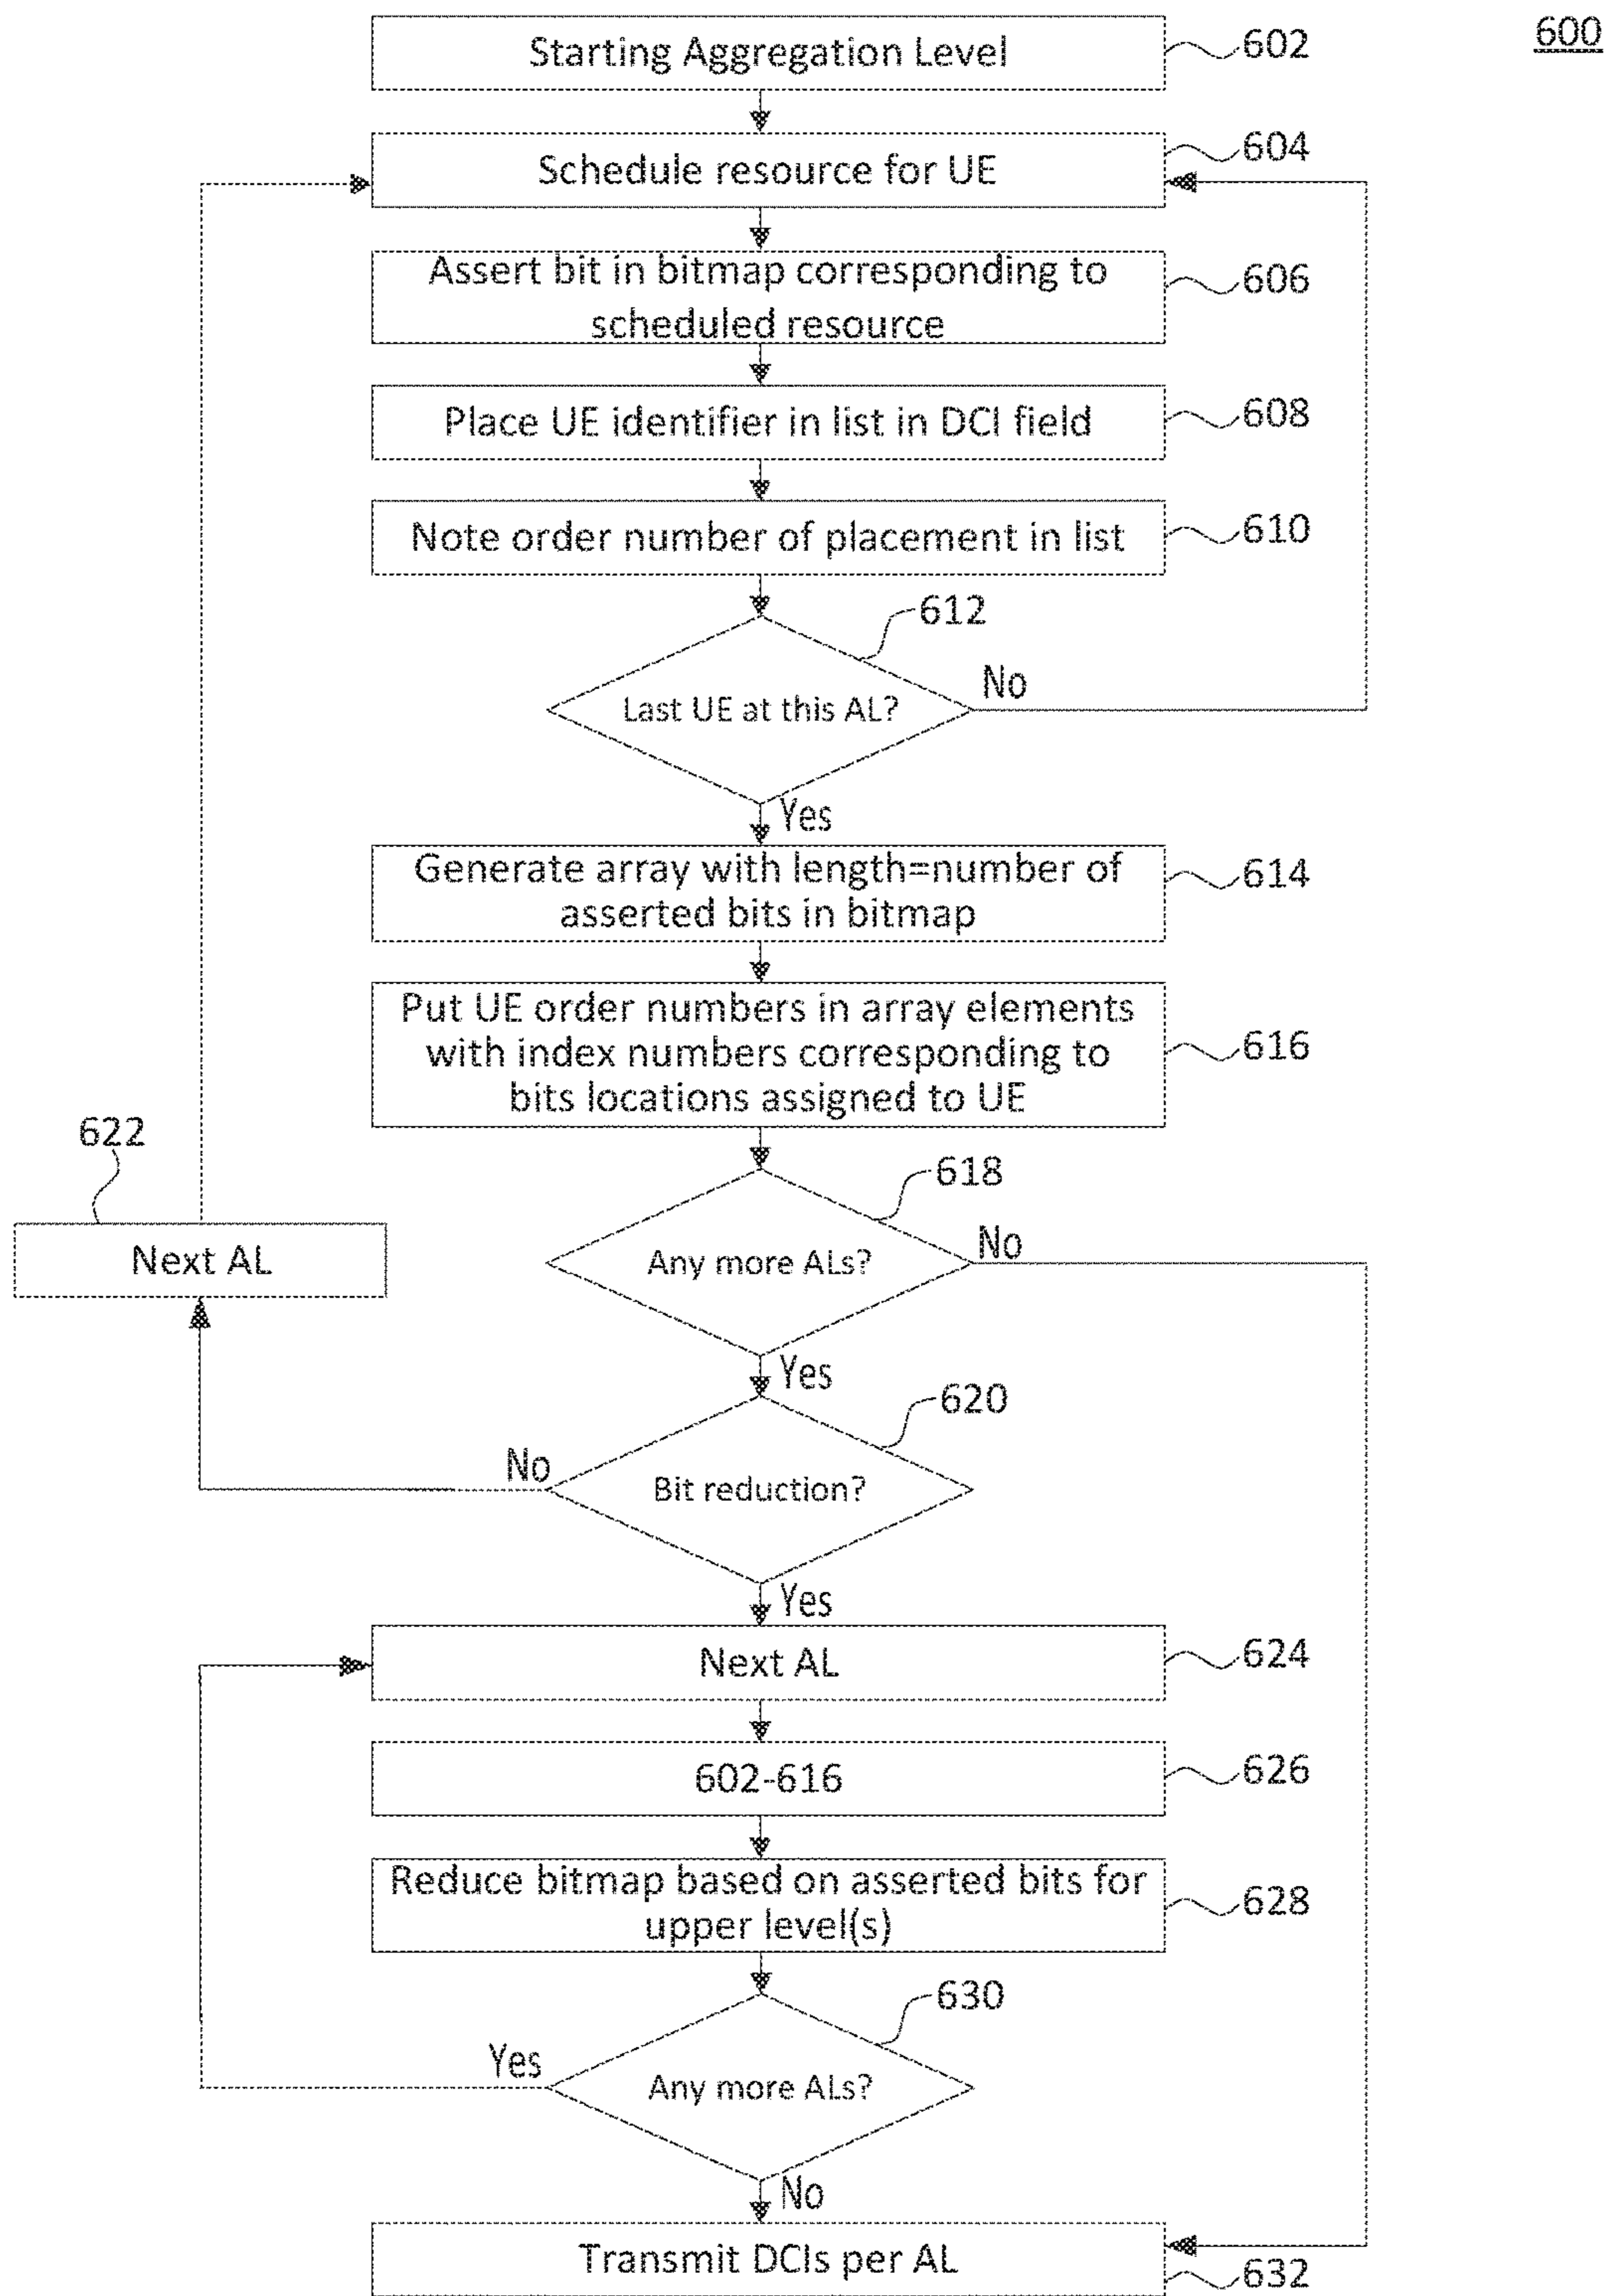 600
Starting Aggregation Level
602
Schedule resource for UE
604
Assert bit in bitmap corresponding to
scheduled resource
606
Place UE identifier in list in DCI field
608
Note order number of placement in list
610
612
Last UE at this AL?
No
Yes
Generate array with length=number of
asserted bits in bitmap
614
Put UE order numbers in array elements
with index numbers corresponding to
bits locations assigned to UE
616
618
Any more ALs?
No
Yes
622
Next AL
620
Bit reduction?
No
Yes
Next AL
624
602-616
626
Reduce bitmap based on asserted bits for
upper level(s)
628
630
Any more ALs?
Yes
No
Transmit DCIs per AL
632